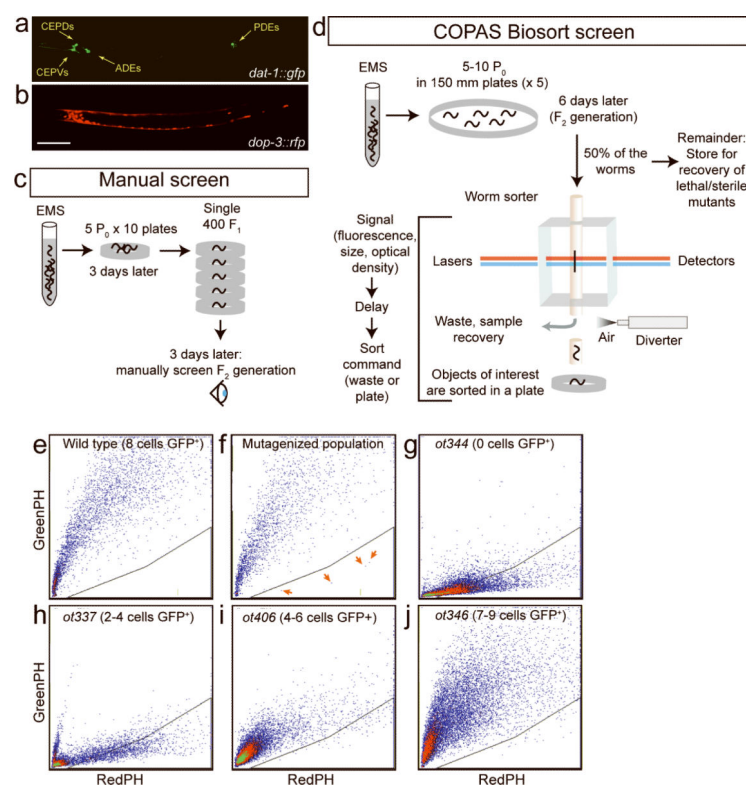 a
CEPDs
PDEs
CEPVs
ADEs
dat-1::gfp
b
dop-3::rfp
c
Manual screen
EMS
5 P0 x 10 plates
3 days later
Single
400 F1
3 days later:
manually screen F2 generation
d
COPAS Biosort screen
EMS
5-10 P0
in 150 mm plates (x 5)
6 days later
(F2 generation)
50% of the
worms
Remainder:
Store for
recovery of
lethal/sterile
mutants
Worm sorter
Signal
(fluorescence,
size, optical
density)
Lasers
Detectors
Delay
Waste, sample
recovery
Air
Diverter
Sort
command
(waste or
plate)
Objects of interest
are sorted in a plate
e
Wild type (8 cells GFP+)
f
Mutagenized population
g
ot344 (0 cells GFP+)
GreenPH
h
ot337 (2-4 cells GFP+)
i
ot406 (4-6 cells GFP+)
j
ot346 (7-9 cells GFP+)
GreenPH
RedPH
RedPH
RedPH